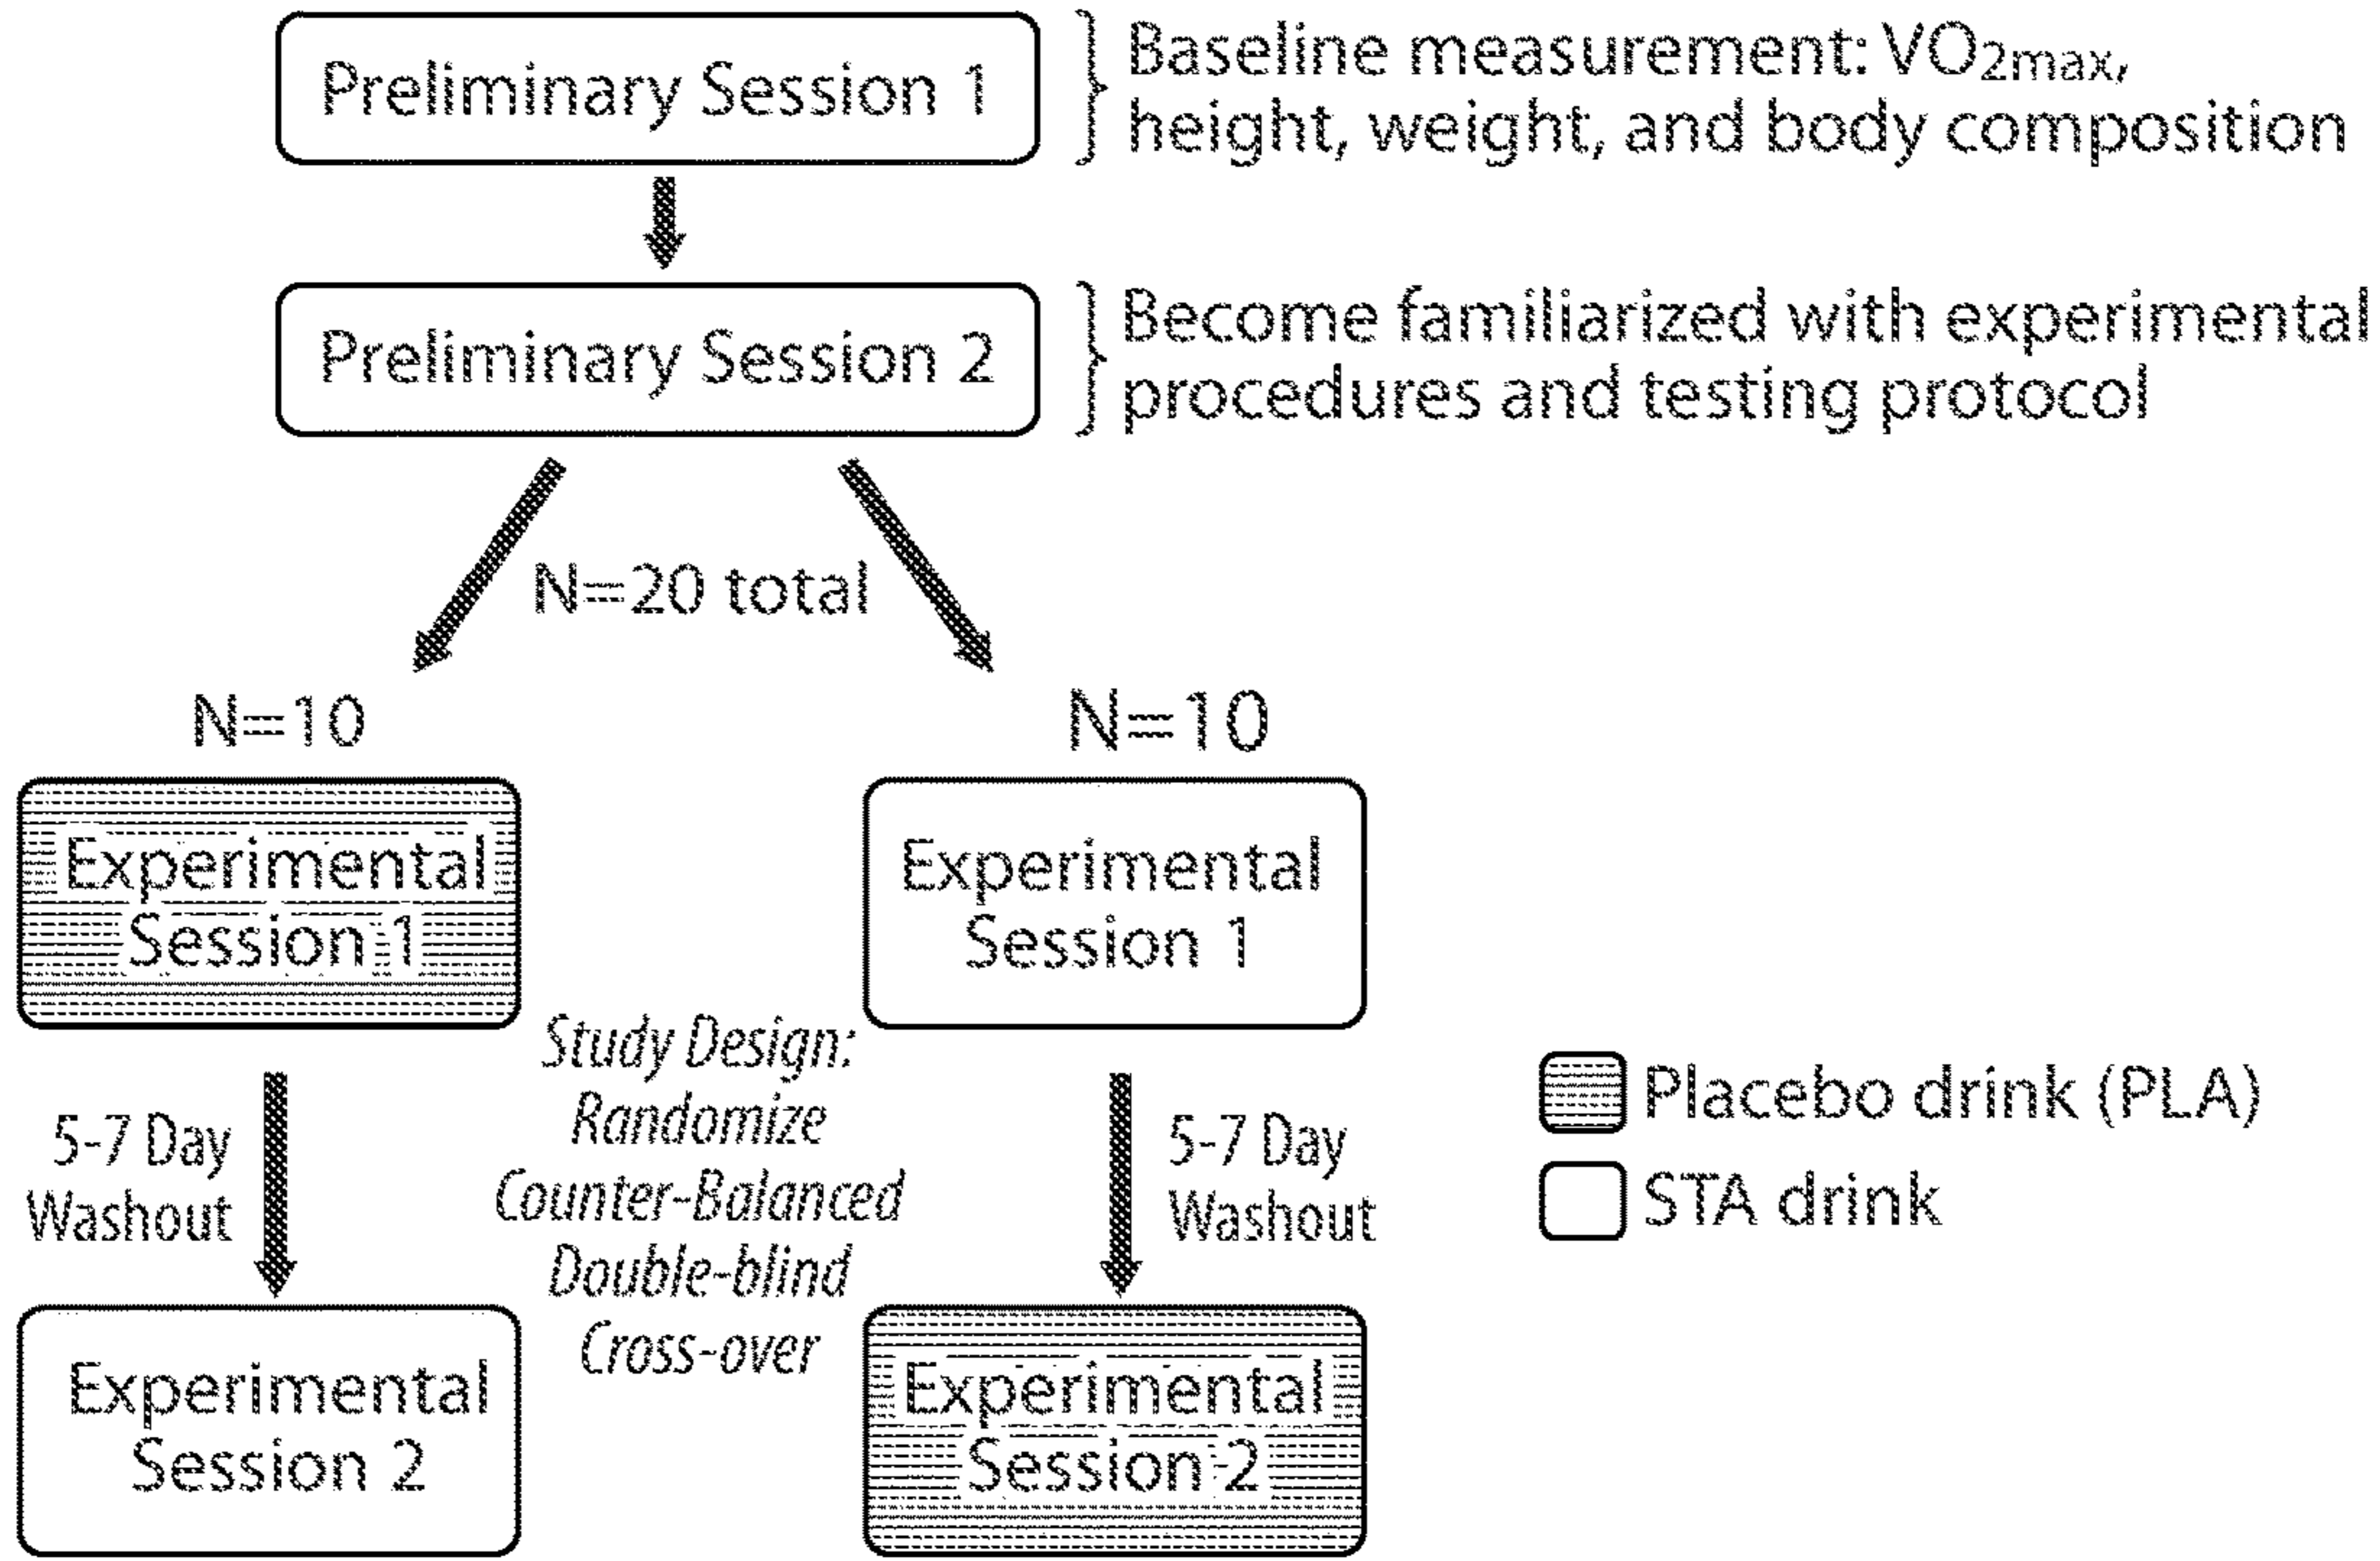 Preliminary Session 1
Baseline measurement: VO2max,
height, weight, and body composition
Preliminary Session 2
Become familiarized with experimental
procedures and testing protocol
N=20 total
N=10
N=10
Experimental
Session 1
Experimental
Session 1
Study Design:
Randomize
Counter-Balanced
Double-blind
Cross-over
5-7 Day
Washout
5-7 Day
Washout
Placebo drink (PLA)
STA drink
Experimental
Session 2
Experimental
Session 2